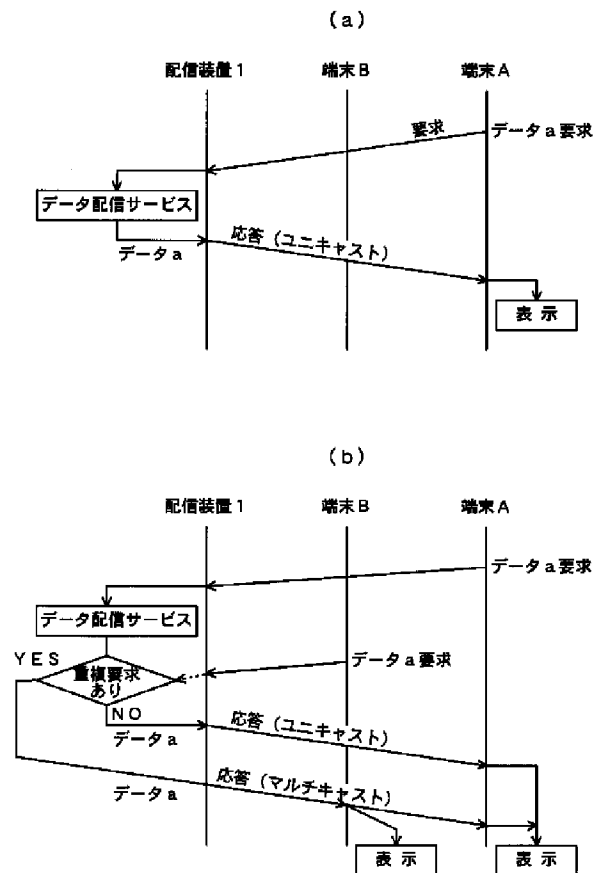 (a)
配信装置1 端末B 端末A
要求 データa要求
データ配信サービス
データa 応答(ユニキャスト)
表示
(b)
配信装置1 端末B 端末A
データa要求
データ配信サービス
YES 重複要求 データa要求
あり
NO
データa 応答(ユニキャスト)
データa 応答(マルチキャスト)
表示 表示